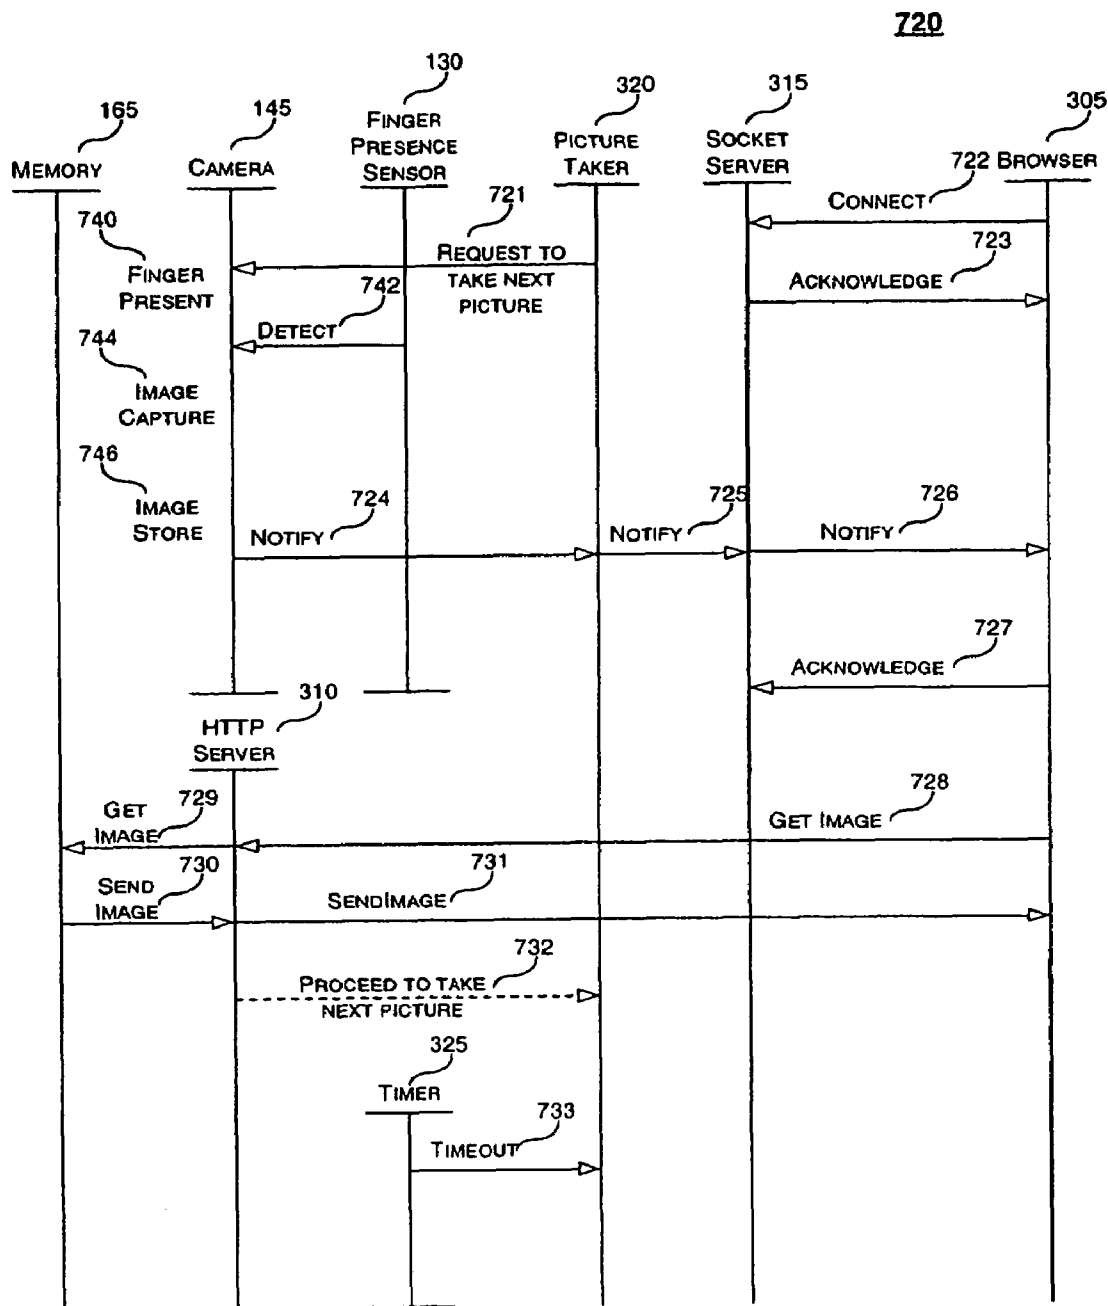 720
165
MEMORY
145
CAMERA
130
FINGER
PRESENCE
SENSOR
320
PICTURE
TAKER
315
SOCKET
SERVER
305
BROWSER
722
CONNECT
721
REQUEST TO
TAKE NEXT
PICTURE
723
ACKNOWLEDGE
740
FINGER
PRESENT
742
DETECT
744
IMAGE
CAPTURE
746
IMAGE
STORE
724
NOTIFY
725
NOTIFY
726
NOTIFY
727
ACKNOWLEDGE
310
HTTP
SERVER
728
GET IMAGE
729
GET
IMAGE
730
SEND
IMAGE
731
SENDIMAGE
732
PROCEED TO TAKE
NEXT PICTURE
325
TIMER
733
TIMEOUT